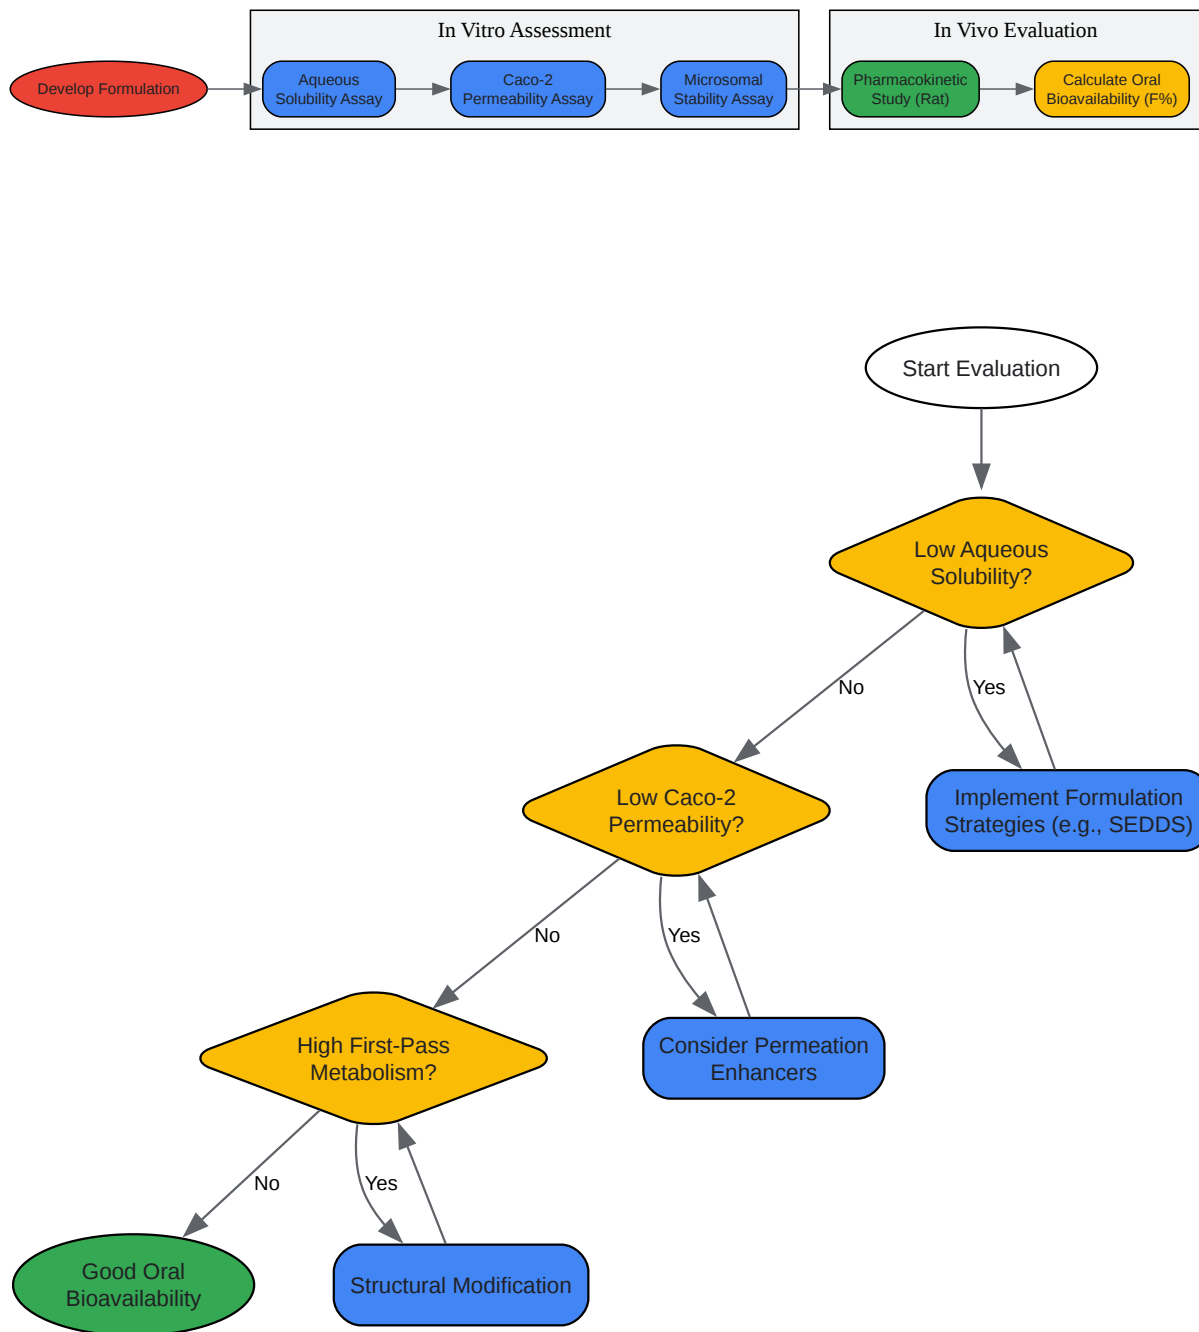 In Vitro Assessment
In Vivo Evaluation
Develop Formulation
Aqueous
Solubility Assay
Caco-2
Permeability Assay
Microsomal
Stability Assay
Pharmacokinetic
Study (Rat)
Calculate Oral
Bioavailability (F%)
Start Evaluation
Low Aqueous
Solubility?
No
Yes
Low Caco-2
Permeability?
Implement Formulation
Strategies (e.g., SEDDS)
No
Yes
High First-Pass
Metabolism?
Consider Permeation
Enhancers
No
Yes
Good Oral
Bioavailability
Structural Modification